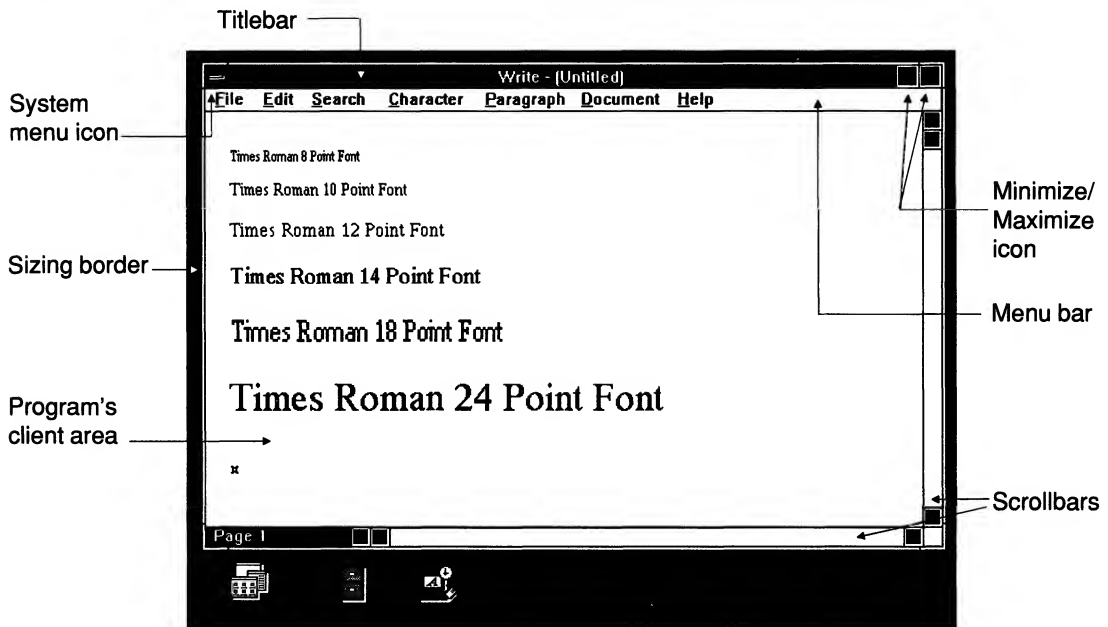 Titlebar
Write - (Untitled)
System
menu icon
File Edit Search Character Paragraph Document Help
Times Roman 8 Point Font
Times Roman 10 Point Font
Minimize/
Maximize
icon
Times Roman 12 Point Font
Sizing border
Times Roman 14 Point Font
Menu bar
Times Roman 18 Point Font
Times Roman 24 Point Font
Program's
client area
Scrollbars
Page 1